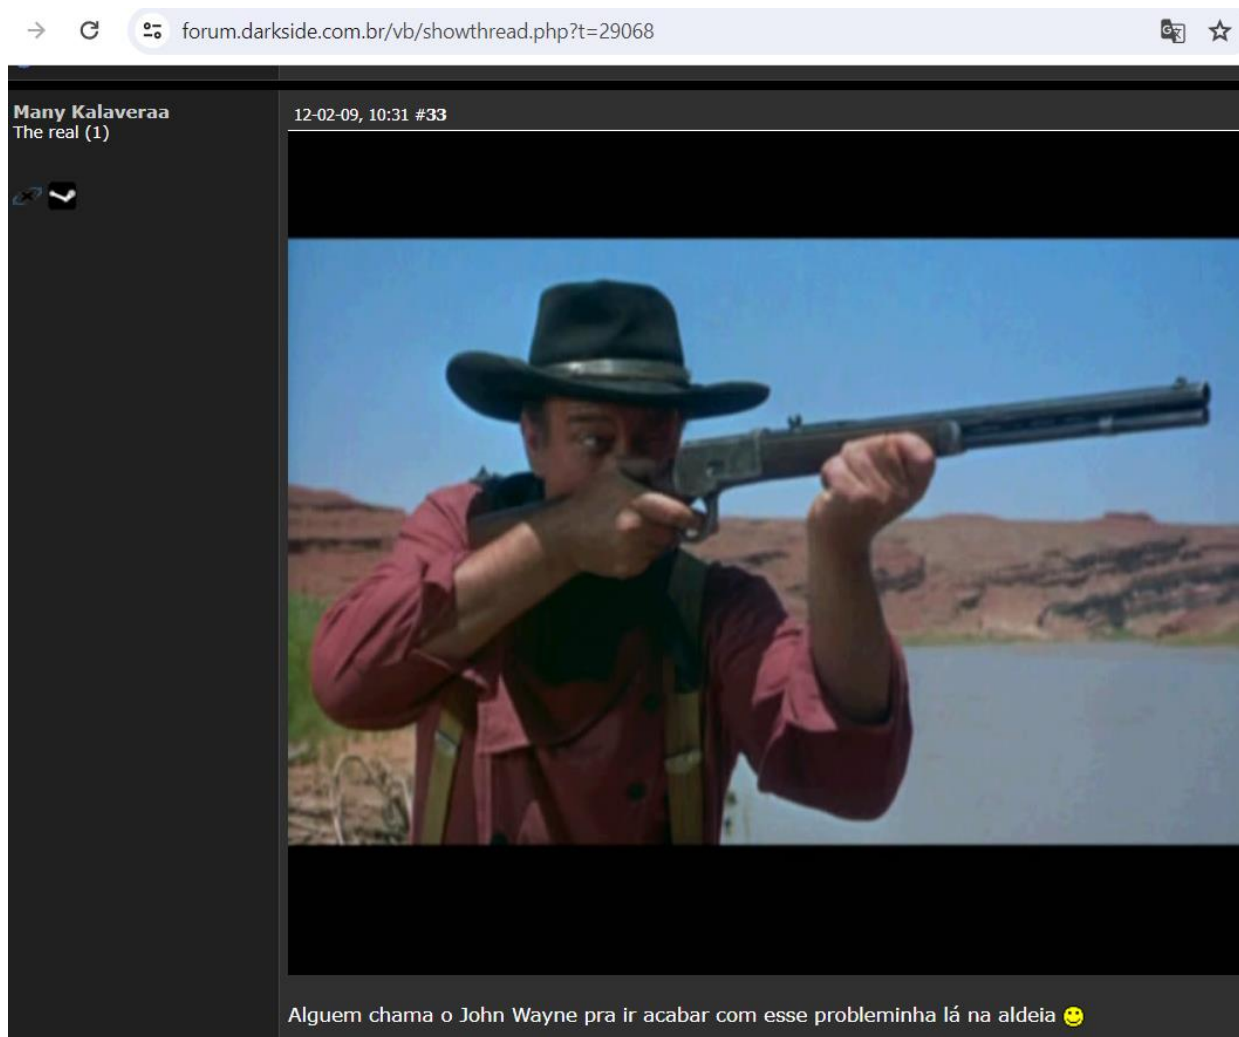 forum.darkside.com.br/vb/showthread.php?t=29068
Many Kalaveraa
The real (1)
12-02-09, 10:31 #33
Alguem chama o John Wayne pra ir acabar com esse probleminha lá na aldeia